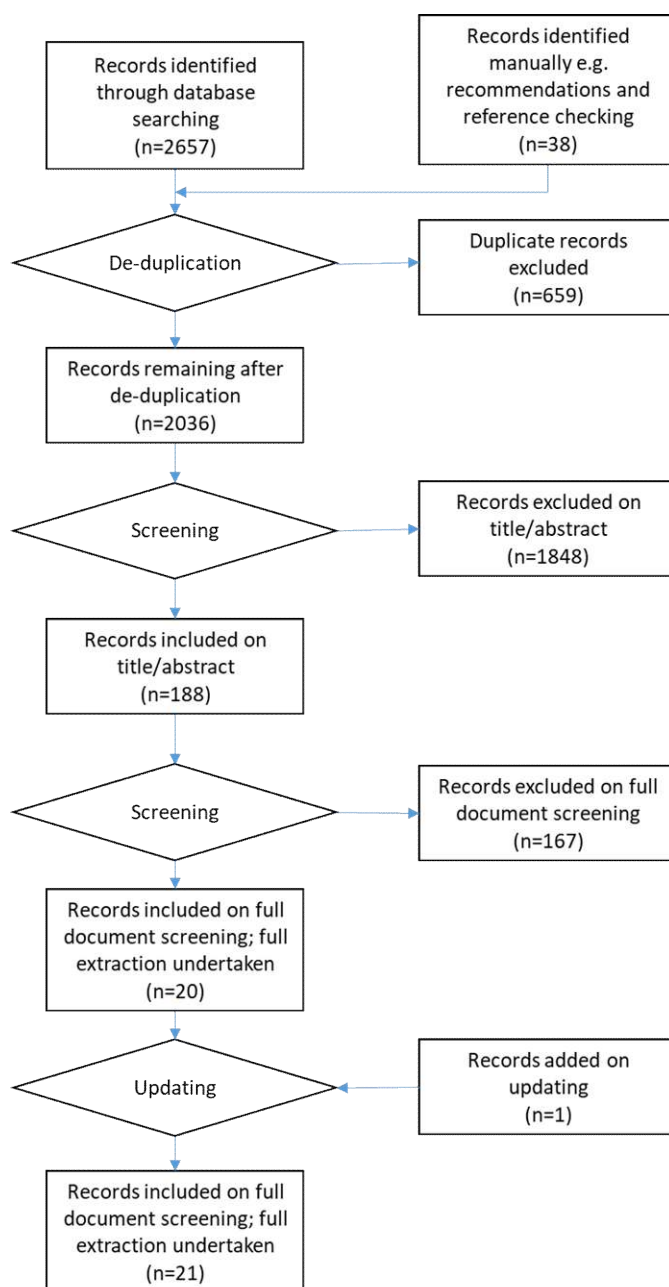 Records identified
through database
searching
(n=2657)
Records identified
manually e.g.
recommendations and
reference checking
(n=38)
De-duplication
Duplicate records
excluded
(n=659)
Records remaining after
de-duplication
(n=2036)
Screening
Records excluded on
title/abstract
(n=1848)
Records included on
title/abstract
(n=188)
Screening
Records excluded on full
document screening
(n=167)
Records included on full
document screening; full
extraction undertaken
(n=20)
Updating
Records added on
updating
(n=1)
Records included on full
document screening; full
extraction undertaken
(n=21)